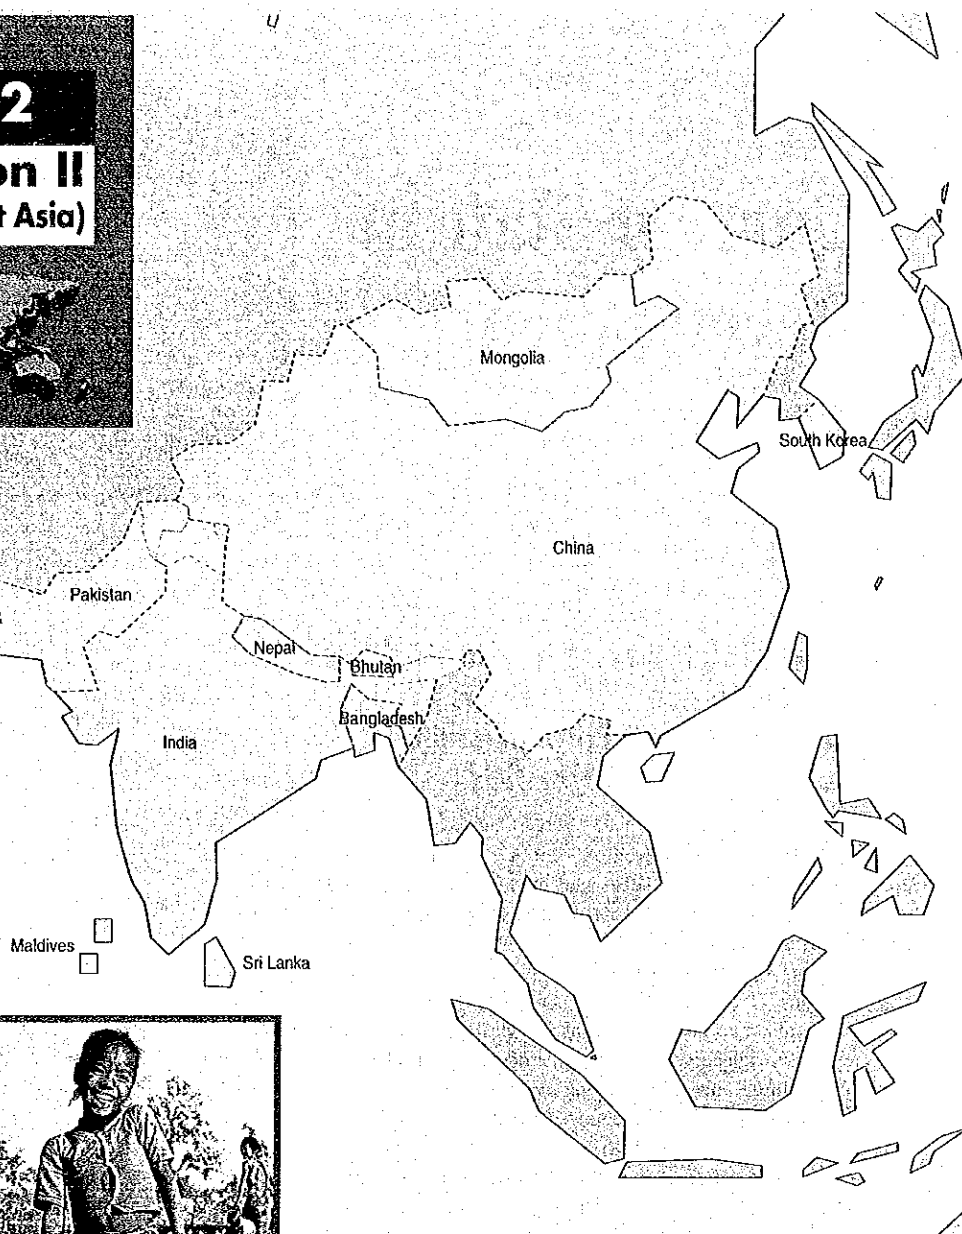 2
on II
t Asia)
Mongolia
South Korea
China
Pakistan
Nepal
Bhutan
Bangladesh
India
Maldives
Sri Lanka